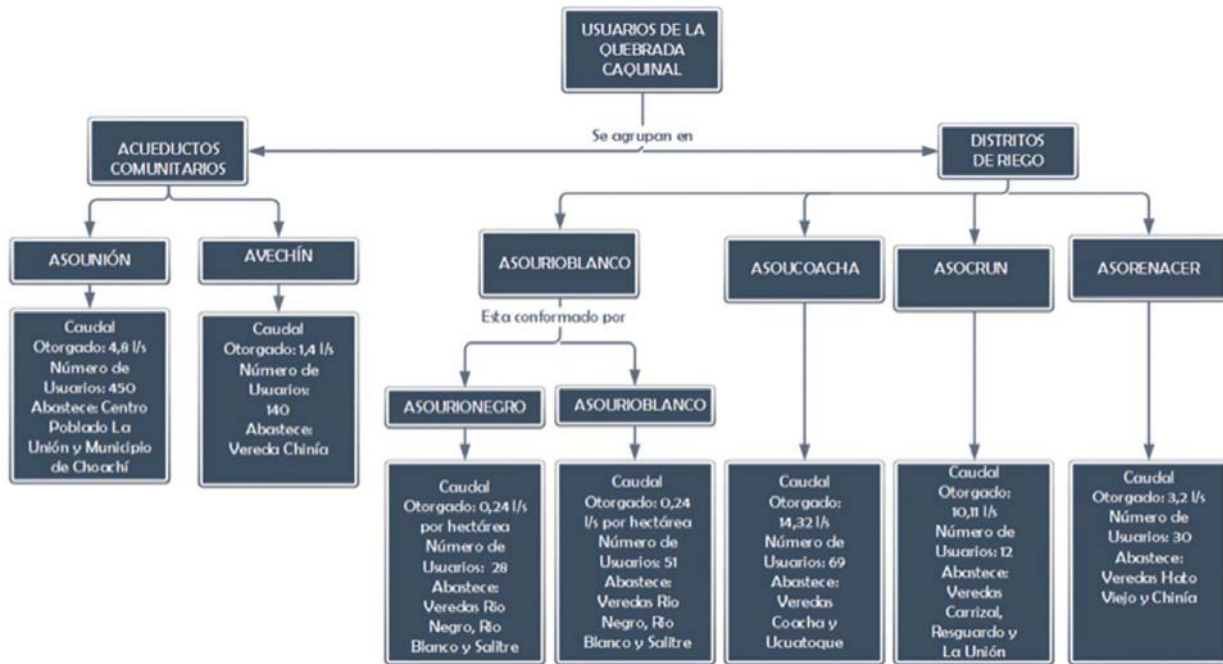 USUARIOS DE LA
QUEBRADA
CAQUINAL
Se agrupan en
ACUEDUCTOS
COMUNITARIOS
DISTRITOS
DE RIEGO
ASOUNIÓN
AVECHÍN
ASOURIOBLANCO
ASOUCOACHA
ASOCRUN
ASORENACER
Caudal
Otorgado: 4,8 l/s
Número de
Usuarios: 450
Abastece: Centro
Poblado La
Unión y Municipio
de Choachí
Caudal
Otorgado: 1,4 l/s
Número de
Usuarios:
140
Abastece:
Vereda Chinía
Esta conformado por
ASOURIONEGRO
ASOURIOBLANCO
Caudal
Otorgado: 0,24 l/s
por hectárea
Número de
Usuarios: 28
Abastece:
Veredas Rio
Negro, Rio
Blanco y Salitre
Caudal
Otorgado: 0,24
l/s por hectárea
Número de
Usuarios: 51
Abastece:
Veredas Río
Negro, Río
Blanco y Salitre
Caudal
Otorgado:
14,32 l/s
Número de
Usuarios: 69
Abastece:
Veredas
Coacha y
Ucuatoque
Caudal
Otorgado:
10,11 l/s
Número de
Usuarios: 12
Abastece:
Veredas
Carrizal,
Resguardo y
La Unión
Caudal
Otorgado: 3,2 l/s
Número de
Usuarios: 30
Abastece:
Veredas Hato
Viejo y Chinía